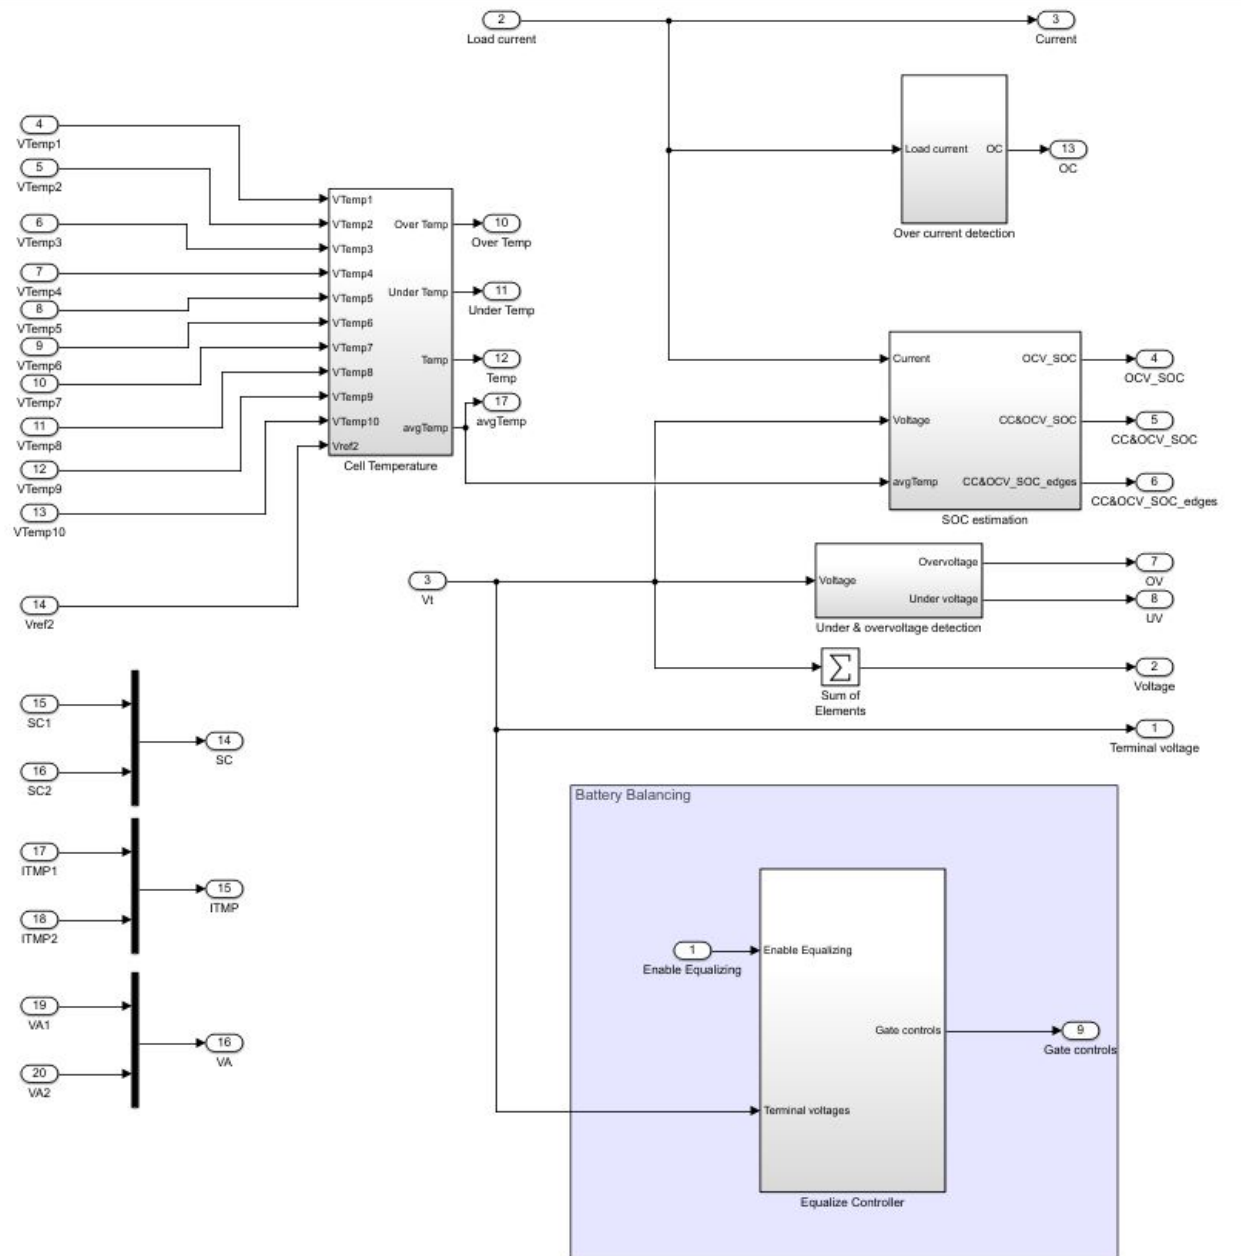 2
Load current
3
Current
Load current
OC
Over current detection
13
OC
4
VTemp1
5
VTemp2
6
VTemp3
7
VTemp4
8
VTemp5
9
VTemp6
10
VTemp7
11
VTemp8
12
VTemp9
13
VTemp10
14
Vref2
VTemp1
VTemp2
VTemp3
VTemp4
VTemp5
VTemp6
VTemp7
VTemp8
VTemp9
VTemp10
Vref2
Over Temp
Under Temp
Temp
avgTemp
Cell Temperature
10
Over Temp
11
Under Temp
12
Temp
17
avgTemp
Current
Voltage
avgTemp
OCV_SOC
CC&OCV_SOC
CC&OCV_SOC_edges
SOC estimation
4
OCV_SOC
5
CC&OCV_SOC
6
CC&OCV_SOC_edges
3
Vt
Voltage
Overvoltage
Under voltage
Under & overvoltage detection
7
OV
8
UV
Σ
Sum of
Elements
2
Voltage
1
Terminal voltage
15
SC1
16
SC2
14
SC
17
ITMP1
18
ITMP2
15
ITMP
19
VA1
20
VA2
16
VA
Battery Balancing
1
Enable Equalizing
Enable Equalizing
Terminal voltages
Gate controls
Equalize Controller
9
Gate controls